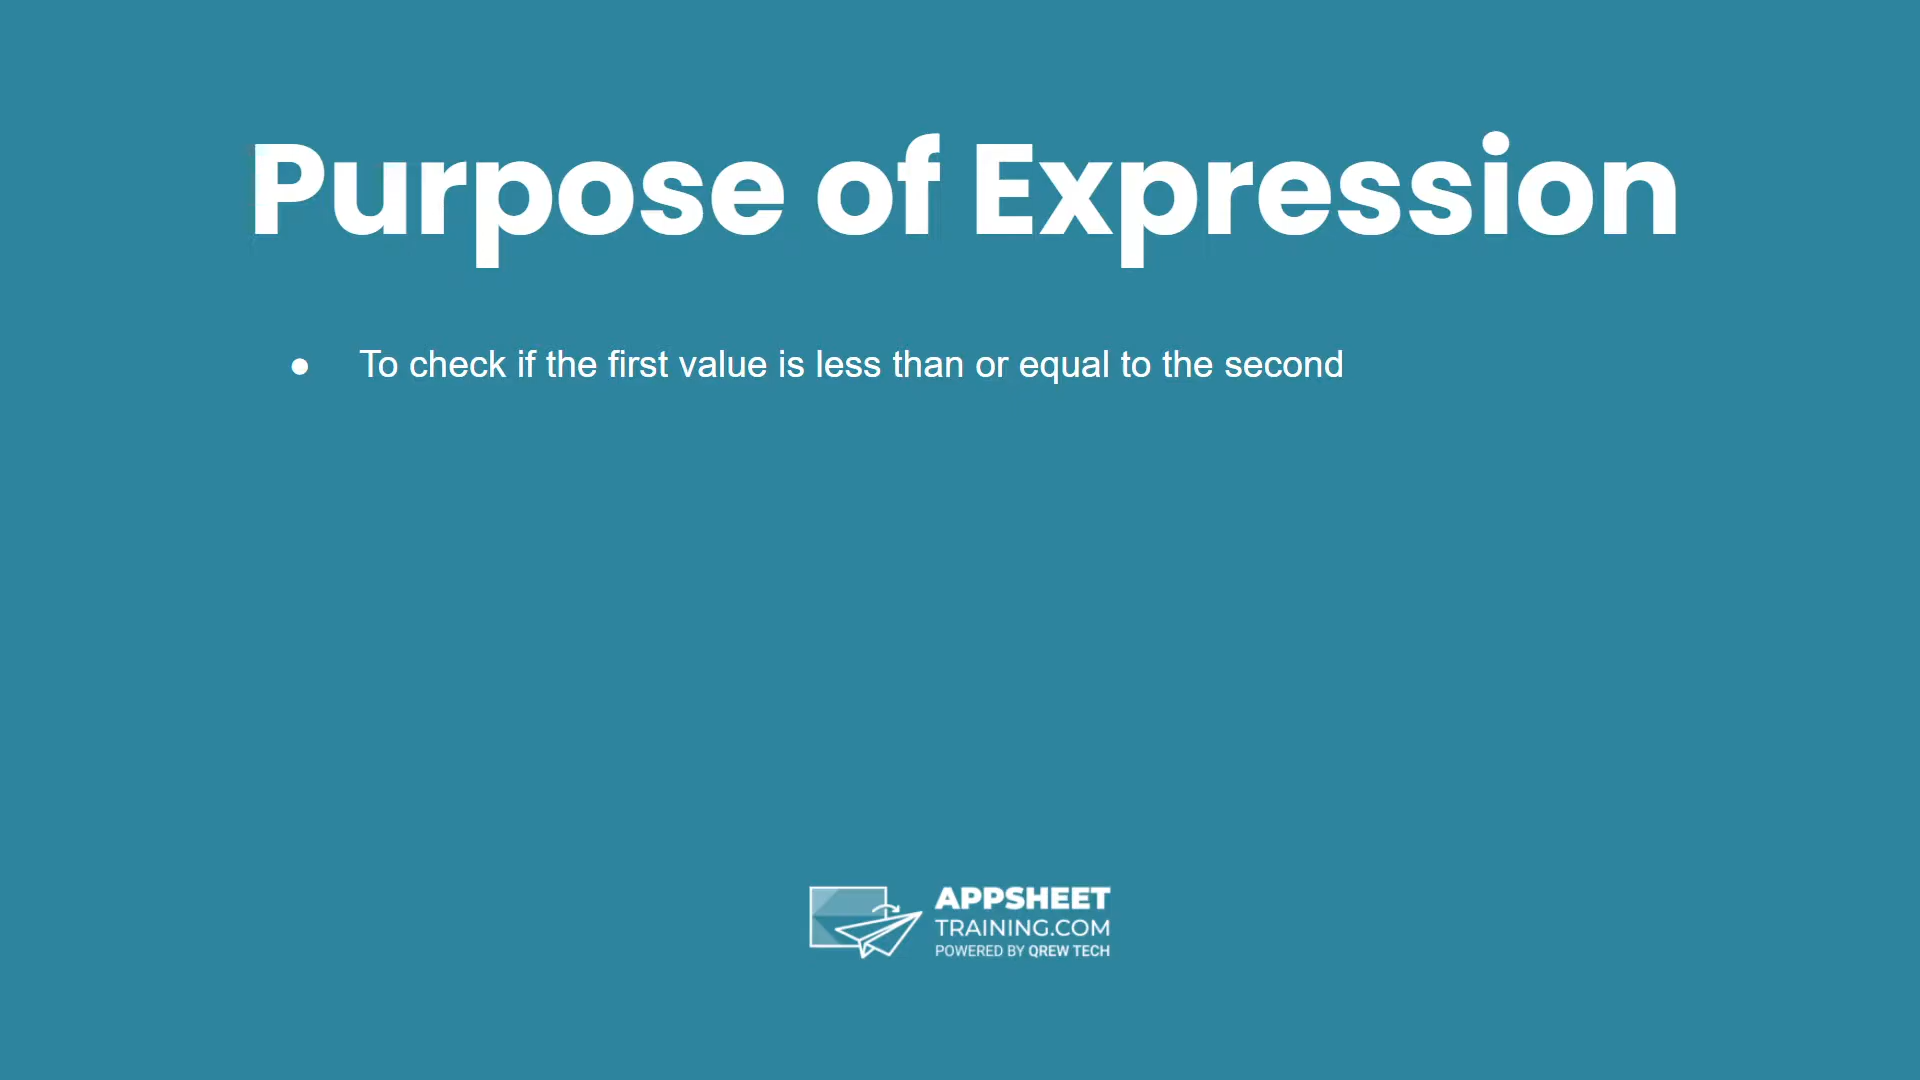 Purpose of Expression
● To check if the first value is less than or equal to the second
APPSHEET
TRAINING.COM
POWERED BY QREW TECH